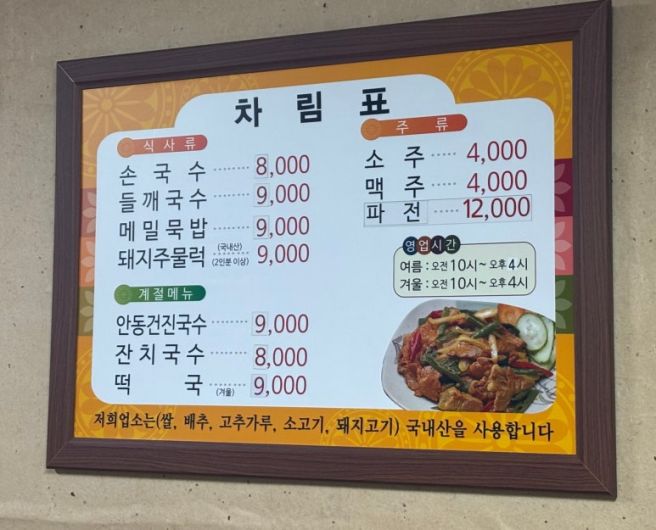 차림표
식사류
손국수 8,000
들깨국수 9,000
메밀묵밥 9,000
돼지주물럭 (국내산) (2인분 이상) 9,000
계절메뉴
안동건진국수 9,000
잔치국수 8,000
떡국 (겨울) 9,000
주류
소주 4,000
맥주 4,000
파전 12,000
영업시간
여름 : 오전10시~오후4시
겨울 : 오전10시~오후4시
저희업소는(쌀, 배추, 고추가루, 소고기, 돼지고기) 국내산을 사용합니다